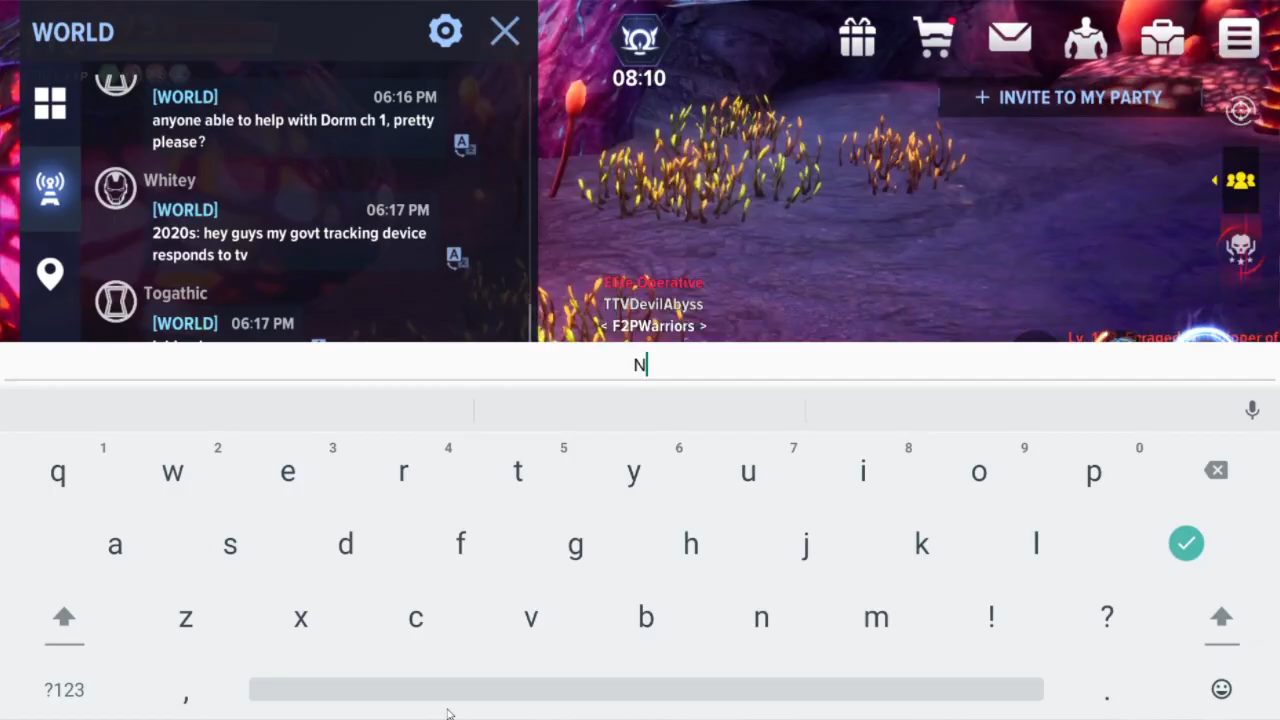 WORLD
[WORLD] 06:16 PM
anyone able to help with Dorm ch 1, pretty
please?
Whitey
[WORLD] 06:17 PM
2020s: hey guys my govt tracking device
responds to tv
Togathic
[WORLD] 06:17 PM
08:10
+ INVITE TO MY PARTY
Elite Operative
TTVDevilAbyss
< F2PWarriors >
N
1 2 3 4 5 6 7 8 9 0
q w e r t y u i o p
a s d f g h j k l
z x c v b n m ! ?
?123 , .